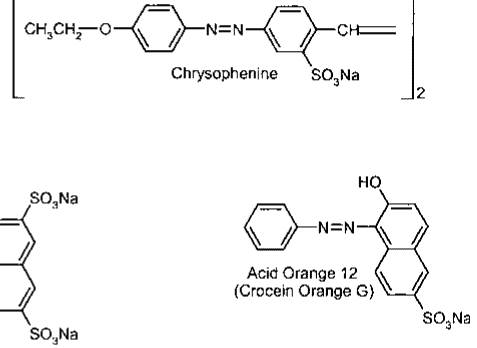 CH₃CH₂—O N=N CH
SO₃Na
Chrysophenine
2
SO₃Na
SO₃Na
HO
N=N
Acid Orange 12
(Crocein Orange G)
SO₃Na